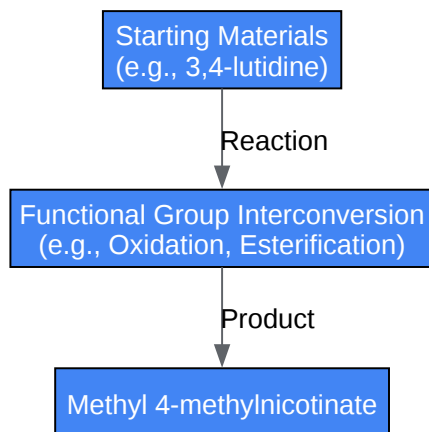 Starting Materials
(e.g., 3,4-lutidine)
Reaction
Functional Group Interconversion
(e.g., Oxidation, Esterification)
Product
Methyl 4-methylnicotinate